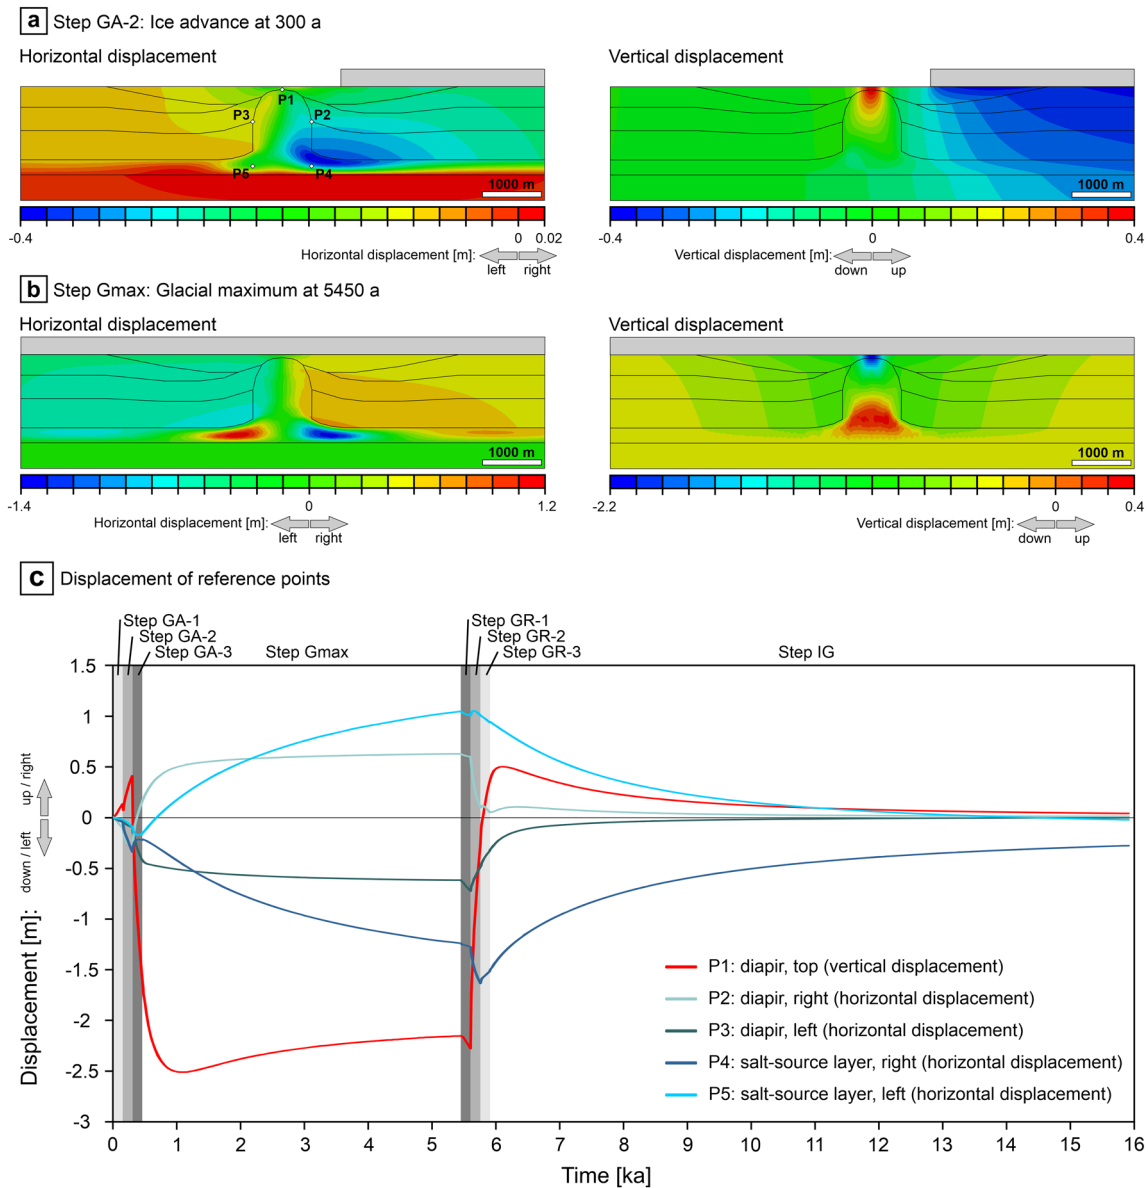 a Step GA-2: Ice advance at 300 a
Horizontal displacement
Vertical displacement
P1
P3
P2
P5
P4
1000 m
1000 m
-0.4 0 0.02
Horizontal displacement [m]:
left right
-0.4 0 0.4
Vertical displacement [m]:
down up
b Step Gmax: Glacial maximum at 5450 a
Horizontal displacement
Vertical displacement
1000 m
1000 m
-1.4 0 1.2
Horizontal displacement [m]:
left right
-2.2 0 0.4
Vertical displacement [m]:
down up
c Displacement of reference points
Step GA-1
Step GA-2
Step GA-3
Step Gmax
Step GR-1
Step GR-2
Step GR-3
Step IG
1.5
1
0.5
0
-0.5
-1
-1.5
-2
-2.5
-3
up / right
down / left
Displacement [m]:
P1: diapir, top (vertical displacement)
P2: diapir, right (horizontal displacement)
P3: diapir, left (horizontal displacement)
P4: salt-source layer, right (horizontal displacement)
P5: salt-source layer, left (horizontal displacement)
0 1 2 3 4 5 6 7 8 9 10 11 12 13 14 15 16
Time [ka]